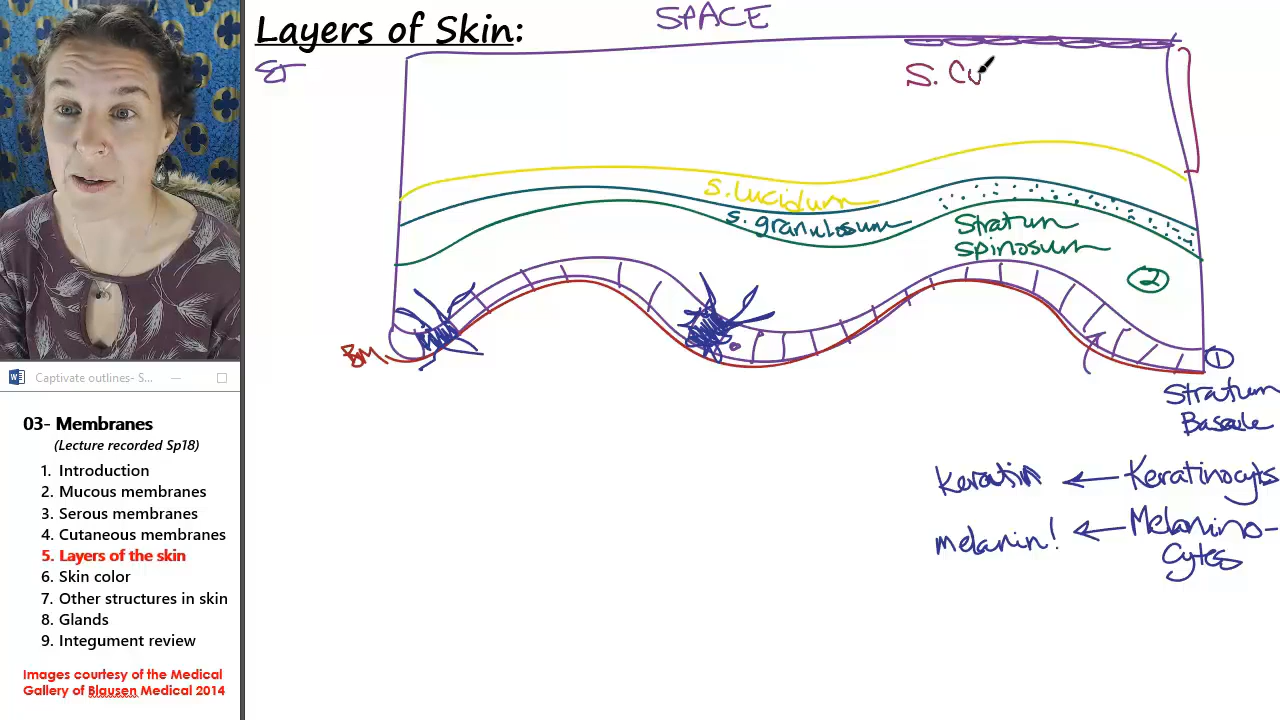 Layers of Skin:
SPACE
ET
S. Co
S. lucidum
S. granulosum
Stratum
spinosum
2
BM
1
Stratum
Basale
Keratin ← Keratinocyts
melanin! ← Melanino-
cytes
Captivate outlines- S...
03- Membranes
(Lecture recorded Sp18)
1. Introduction
2. Mucous membranes
3. Serous membranes
4. Cutaneous membranes
5. Layers of the skin
6. Skin color
7. Other structures in skin
8. Glands
9. Integument review
Images courtesy of the Medical
Gallery of Blausen Medical 2014